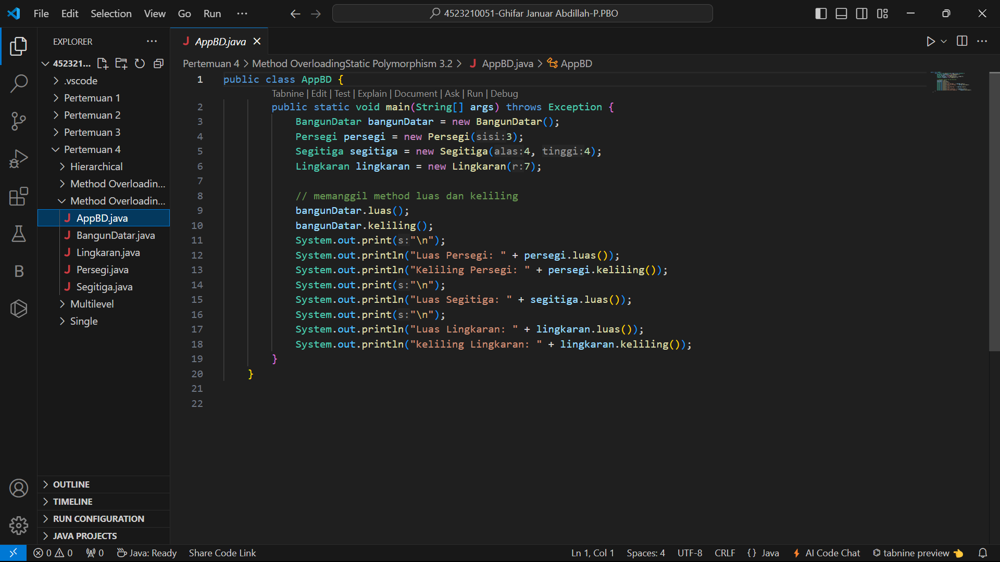 File Edit Selection View Go Run ···
4523210051-Ghifar Januar Abdillah-P.PBO
EXPLORER
452321...
.vscode
Pertemuan 1
Pertemuan 2
Pertemuan 3
Pertemuan 4
Hierarchical
Method Overloadin...
Method Overloadin...
J AppBD.java
J BangunDatar.java
J Lingkaran.java
J Persegi.java
J Segitiga.java
Multilevel
Single
OUTLINE
TIMELINE
RUN CONFIGURATION
JAVA PROJECTS
J AppBD.java
Pertemuan 4 > Method OverloadingStatic Polymorphism 3.2 > J AppBD.java > AppBD
1 public class AppBD {
Tabnine | Edit | Test | Explain | Document | Ask | Run | Debug
2 public static void main(String[] args) throws Exception {
3 BangunDatar bangunDatar = new BangunDatar();
4 Persegi persegi = new Persegi(sisi:3);
5 Segitiga segitiga = new Segitiga(alas:4, tinggi:4);
6 Lingkaran lingkaran = new Lingkaran(r:7);
7
8 // memanggil method luas dan keliling
9 bangunDatar.luas();
10 bangunDatar.keliling();
11 System.out.print(s:"\n");
12 System.out.println("Luas Persegi: " + persegi.luas());
13 System.out.println("Keliling Persegi: " + persegi.keliling());
14 System.out.print(s:"\n");
15 System.out.println("Luas Segitiga: " + segitiga.luas());
16 System.out.print(s:"\n");
17 System.out.println("Luas Lingkaran: " + lingkaran.luas());
18 System.out.println("keliling Lingkaran: " + lingkaran.keliling());
19 }
20 }
21
22
0 0 0 Java: Ready Share Code Link Ln 1, Col 1 Spaces: 4 UTF-8 CRLF {} Java AI Code Chat tabnine preview 👈